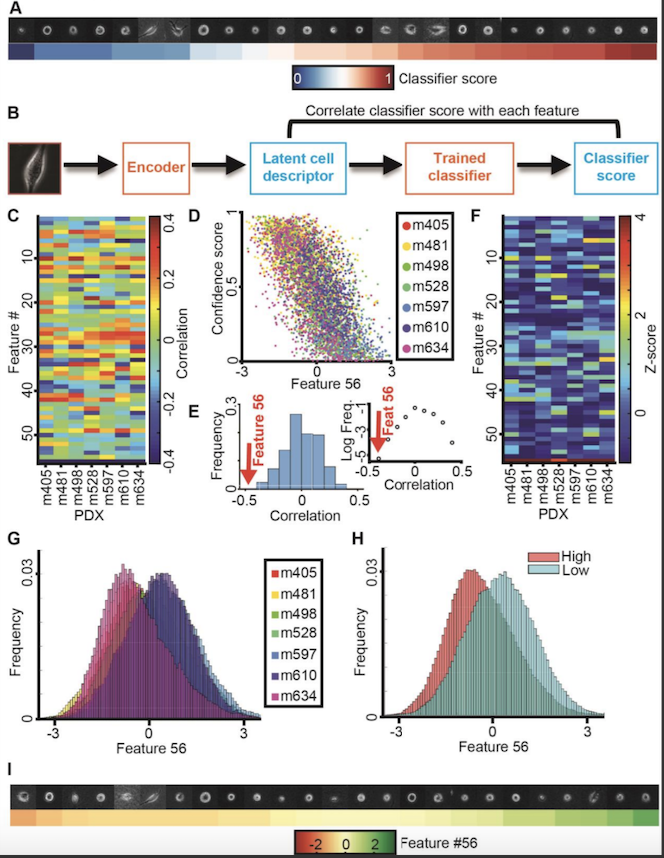 A
0
1
Classifier score
B
Correlate classifier score with each feature
Encoder
Latent cell
descriptor
Trained
classifier
Classifier
score
C
Feature #
10
20
30
40
50
m405
m481
m498
m528
m597
m610
m634
PDX
0.4
0.2
0
-0.2
-0.4
Correlation
D
Confidence score
1
0.5
0
-3
0
3
Feature 56
m405
m481
m498
m528
m597
m610
m634
E
Frequency
0.3
0
Feature 56
-0.5
0
0.5
Correlation
Log Freq.
-1
-3
-5
Feat 56
-0.5
0
0.5
Correlation
F
Feature #
10
20
30
40
50
m405
m481
m498
m528
m597
m610
m634
PDX
4
2
0
Z-score
G
Frequency
0.03
0
-3
0
3
Feature 56
m405
m481
m498
m528
m597
m610
m634
H
Frequency
0.03
0
-3
0
3
Feature 56
High
Low
I
-2
0
2
Feature #56